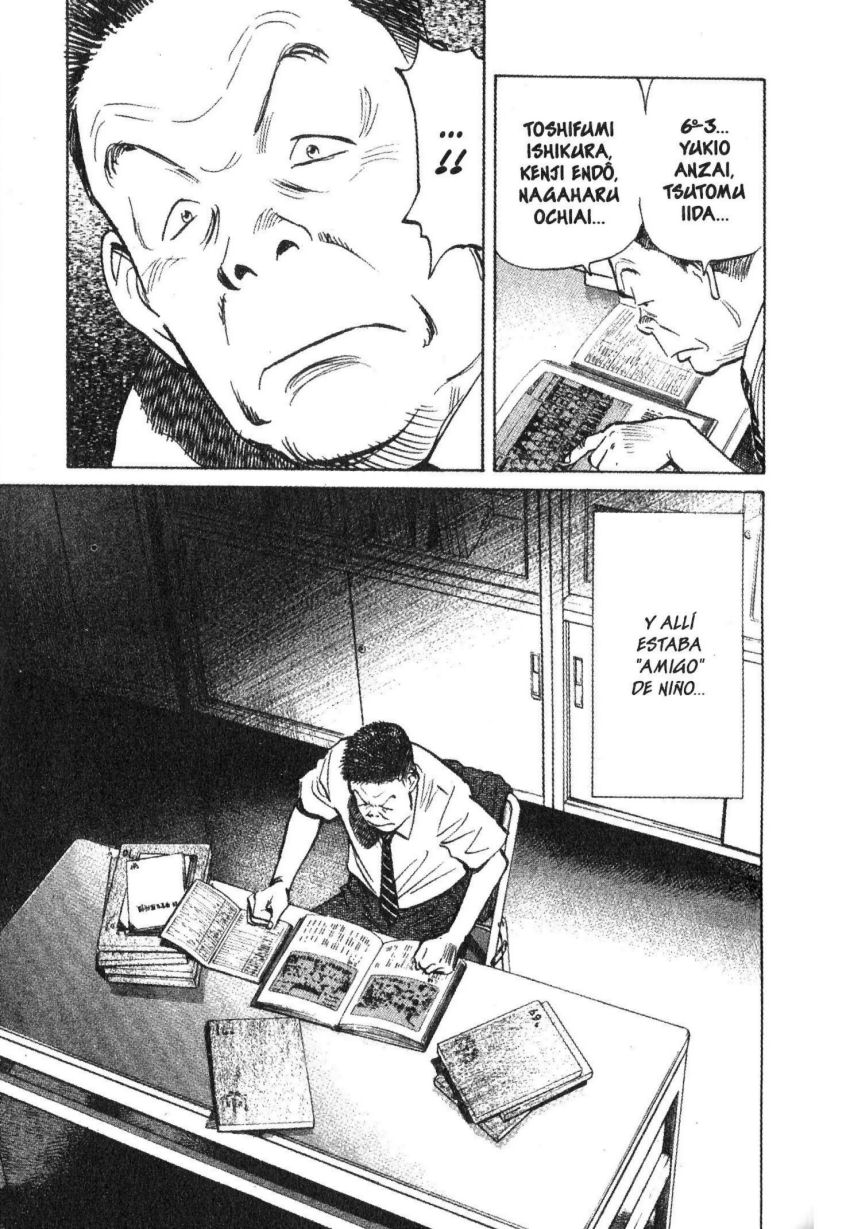 6º-3...
YUKIO
ANZAI,
TSUTOMU
IIDA...
TOSHIFUMI
ISHIKURA,
KENJI ENDÔ,
NAGAHARU
OCHIAI...
...
!!
Y ALLÍ
ESTABA
"AMIGO"
DE NIÑO...